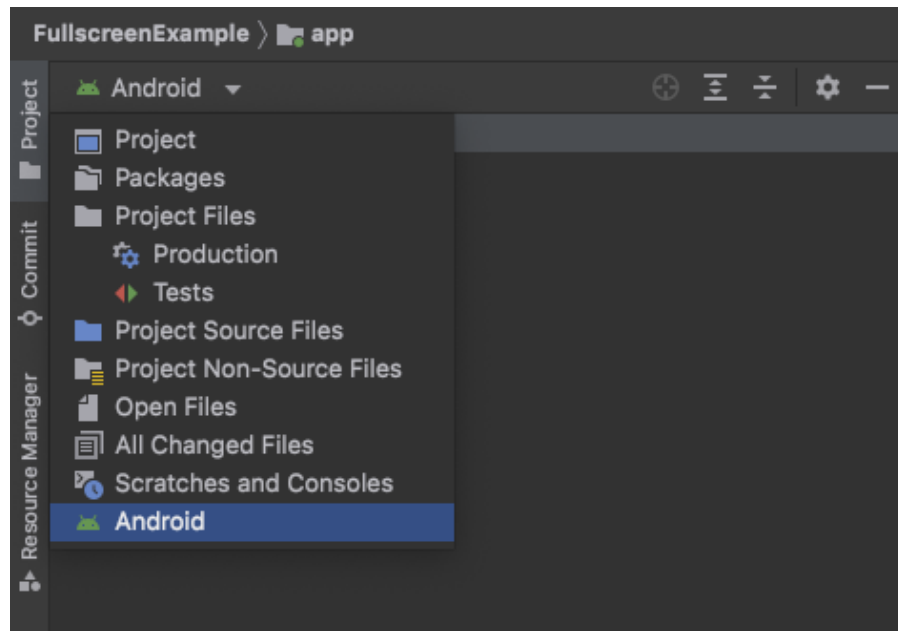 FullscreenExample 〉 app
Android
Project
Packages
Project Files
Production
Tests
Project Source Files
Project Non-Source Files
Open Files
All Changed Files
Scratches and Consoles
Android
Project
Commit
Resource Manager